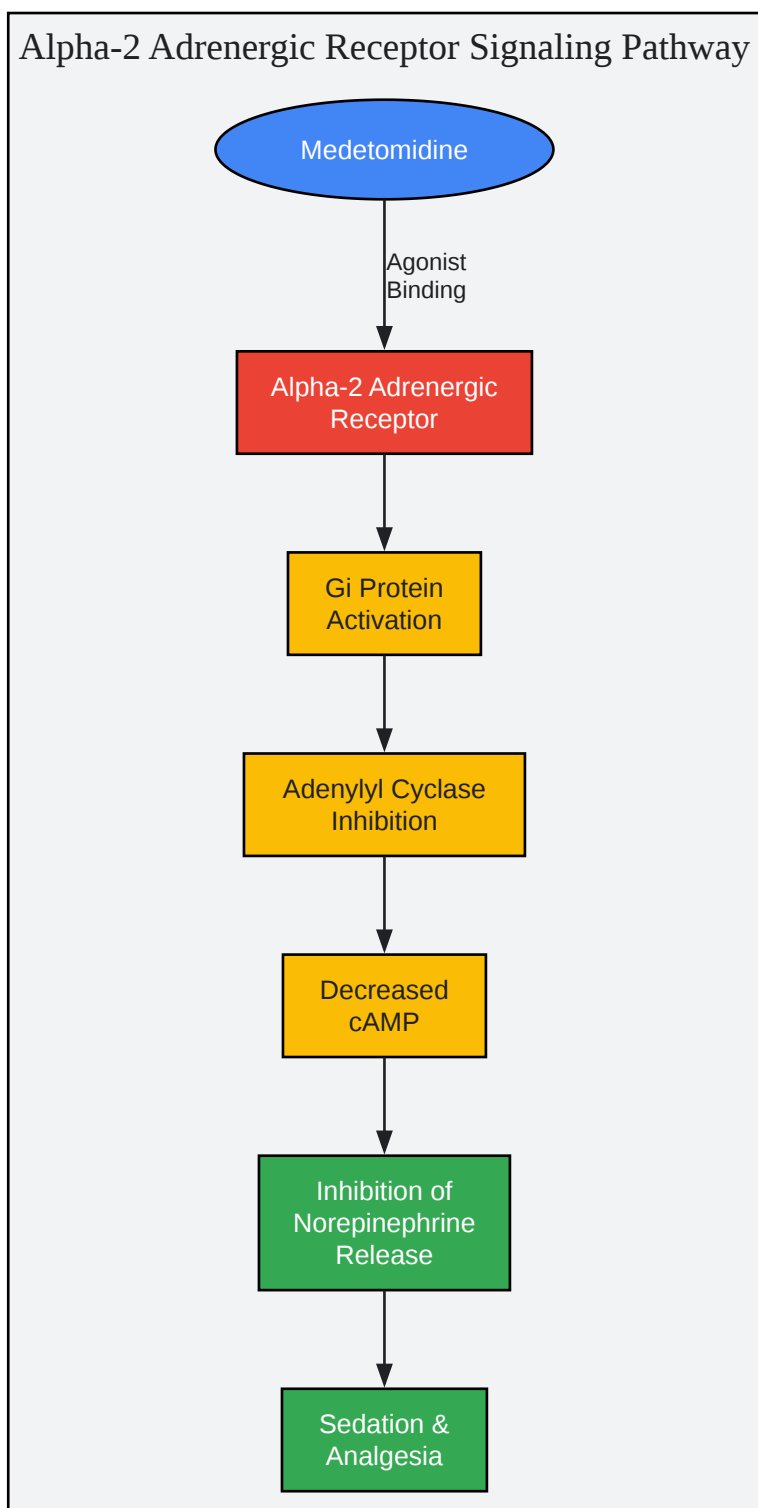 Alpha-2 Adrenergic Receptor Signaling Pathway
Medetomidine
Agonist
Binding
Alpha-2 Adrenergic
Receptor
Gi Protein
Activation
Adenylyl Cyclase
Inhibition
Decreased
cAMP
Inhibition of
Norepinephrine
Release
Sedation &
Analgesia